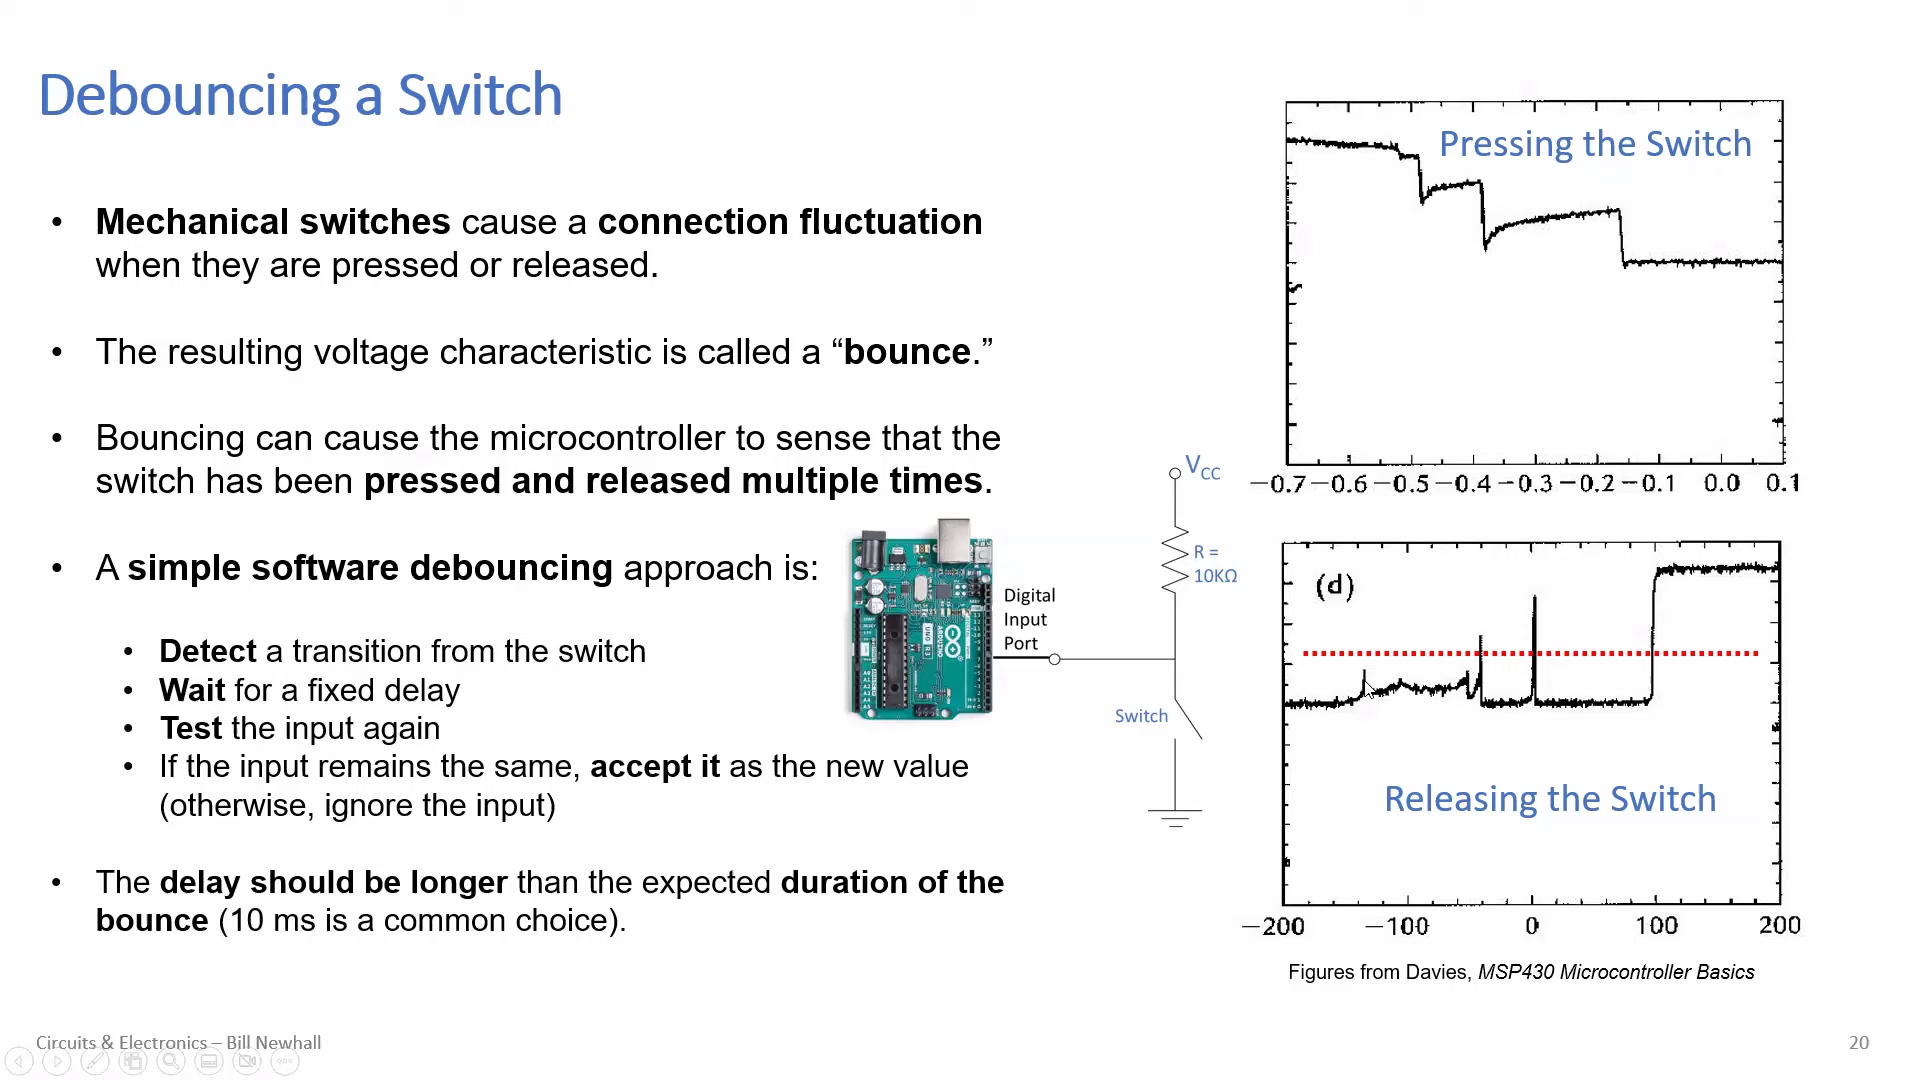 Debouncing a Switch
• Mechanical switches cause a connection fluctuation
when they are pressed or released.
• The resulting voltage characteristic is called a “bounce.”
• Bouncing can cause the microcontroller to sense that the
switch has been pressed and released multiple times.
• A simple software debouncing approach is:
• Detect a transition from the switch
• Wait for a fixed delay
• Test the input again
• If the input remains the same, accept it as the new value
(otherwise, ignore the input)
• The delay should be longer than the expected duration of the
bounce (10 ms is a common choice).
Digital
Input
Port
VCC
R =
10KΩ
Switch
Pressing the Switch
−0.7 −0.6 −0.5 −0.4 −0.3 −0.2 −0.1 0.0 0.1
(d)
Releasing the Switch
−200 −100 0 100 200
Figures from Davies, MSP430 Microcontroller Basics
Circuits & Electronics – Bill Newhall
20